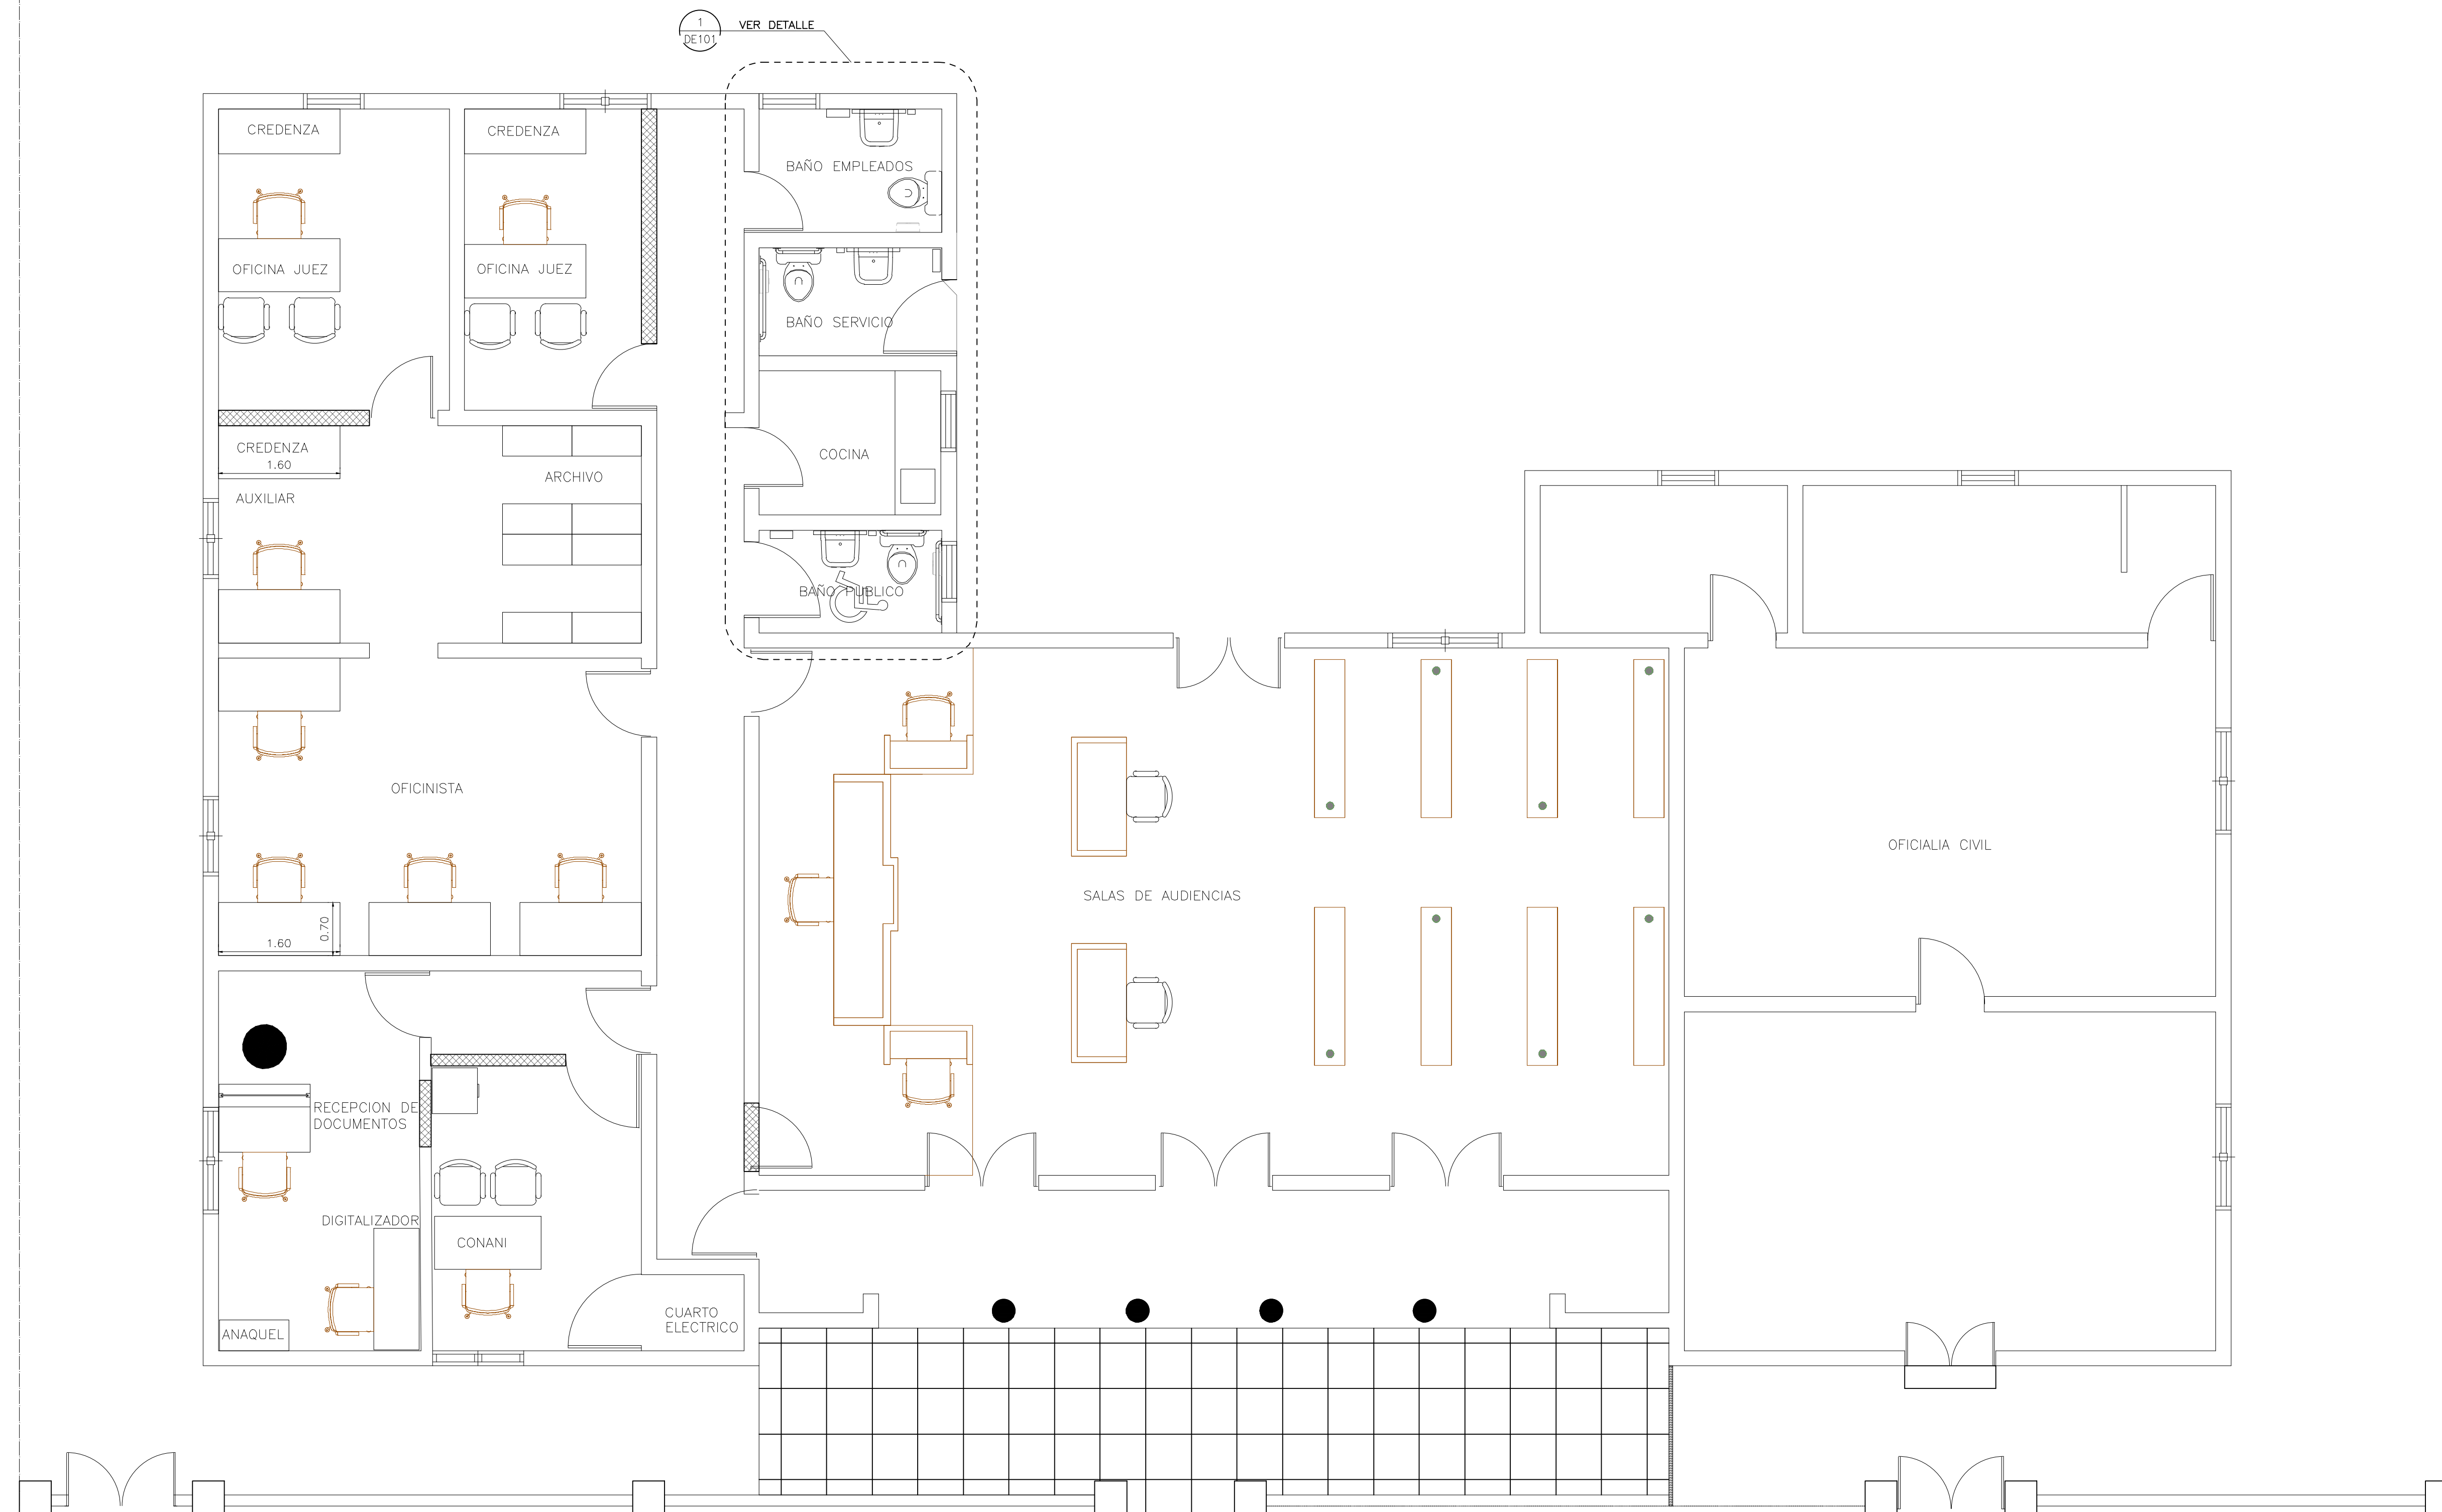 1
VER DETALLE
DE101
CREDENZA
CREDENZA
BAÑO EMPLEADOS
OFICINA JUEZ
OFICINA JUEZ
BAÑO SERVICIO
CREDENZA
1.60
COCINA
ARCHIVO
AUXILIAR
BAÑO PUBLICO
OFICINISTA
OFICIALIA CIVIL
SALAS DE AUDIENCIAS
0.70
1.60
RECEPCION DE
DOCUMENTOS
DIGITALIZADOR
CONANI
CUARTO
ELECTRICO
ANAQUEL